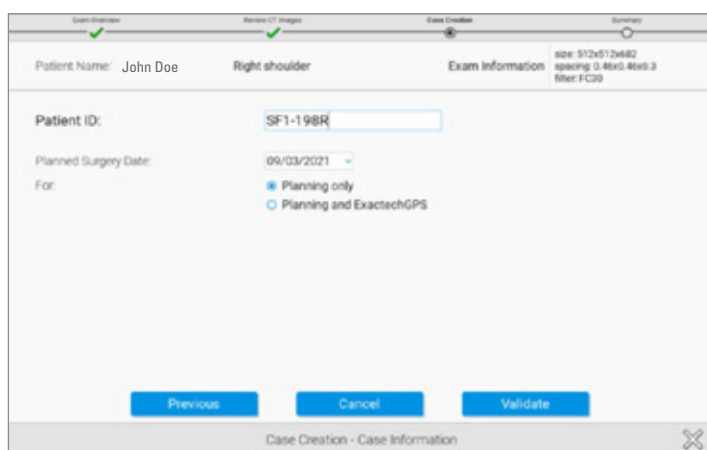 Exam Overview Review CT images Case Creation Summary
Patient Name: John Doe Right shoulder Exam Information
size: 512x512x682
spacing: 0.46x0.46x0.3
filter: FC30
Patient ID: SF1-198R
Planned Surgery Date: 09/03/2021
For: Planning only
Planning and ExactechGPS
Previous Cancel Validate
Case Creation - Case Information